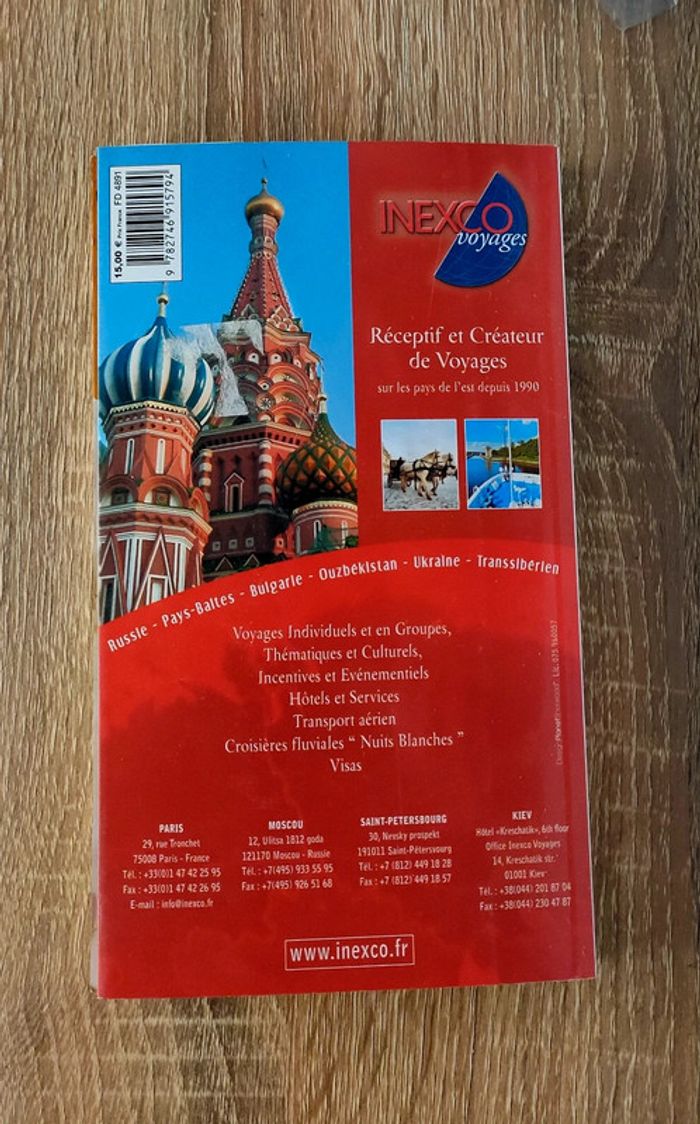 15,00 € Prix France FD 4891
9 782746 915794
INEXCO
voyages
Réceptif et Créateur
de Voyages
sur les pays de l'est depuis 1990
Russie - Pays-Baltes - Bulgarie - Ouzbékistan - Ukraine - Transsibérien
Voyages Individuels et en Groupes,
Thématiques et Culturels,
Incentives et Evénementiels
Hôtels et Services
Transport aérien
Croisières fluviales “ Nuits Blanches ”
Visas
PARIS
29, rue Tronchet
75008 Paris - France
Tél. : +33(0)1 47 42 25 95
Fax : +33(0)1 47 42 26 95
E-mail : info@inexco.fr
MOSCOU
12, Ulitsa 1812 goda
121170 Moscou - Russie
Tél. : +7(495) 933 55 95
Fax : +7(495) 926 51 68
SAINT-PETERSBOURG
30, Nevsky prospekt
191011 Saint-Pétersvourg
Tél. : +7 (812) 449 18 28
Fax : +7 (812) 449 18 57
KIEV
Hôtel «Kreschatik», 6th floor
Office Inexco Voyages
14, Kreschatik str.
01001 Kiev
Tél. : +38(044) 201 87 04
Fax : +38(044) 230 47 87
www.inexco.fr
Lic. 075 960057